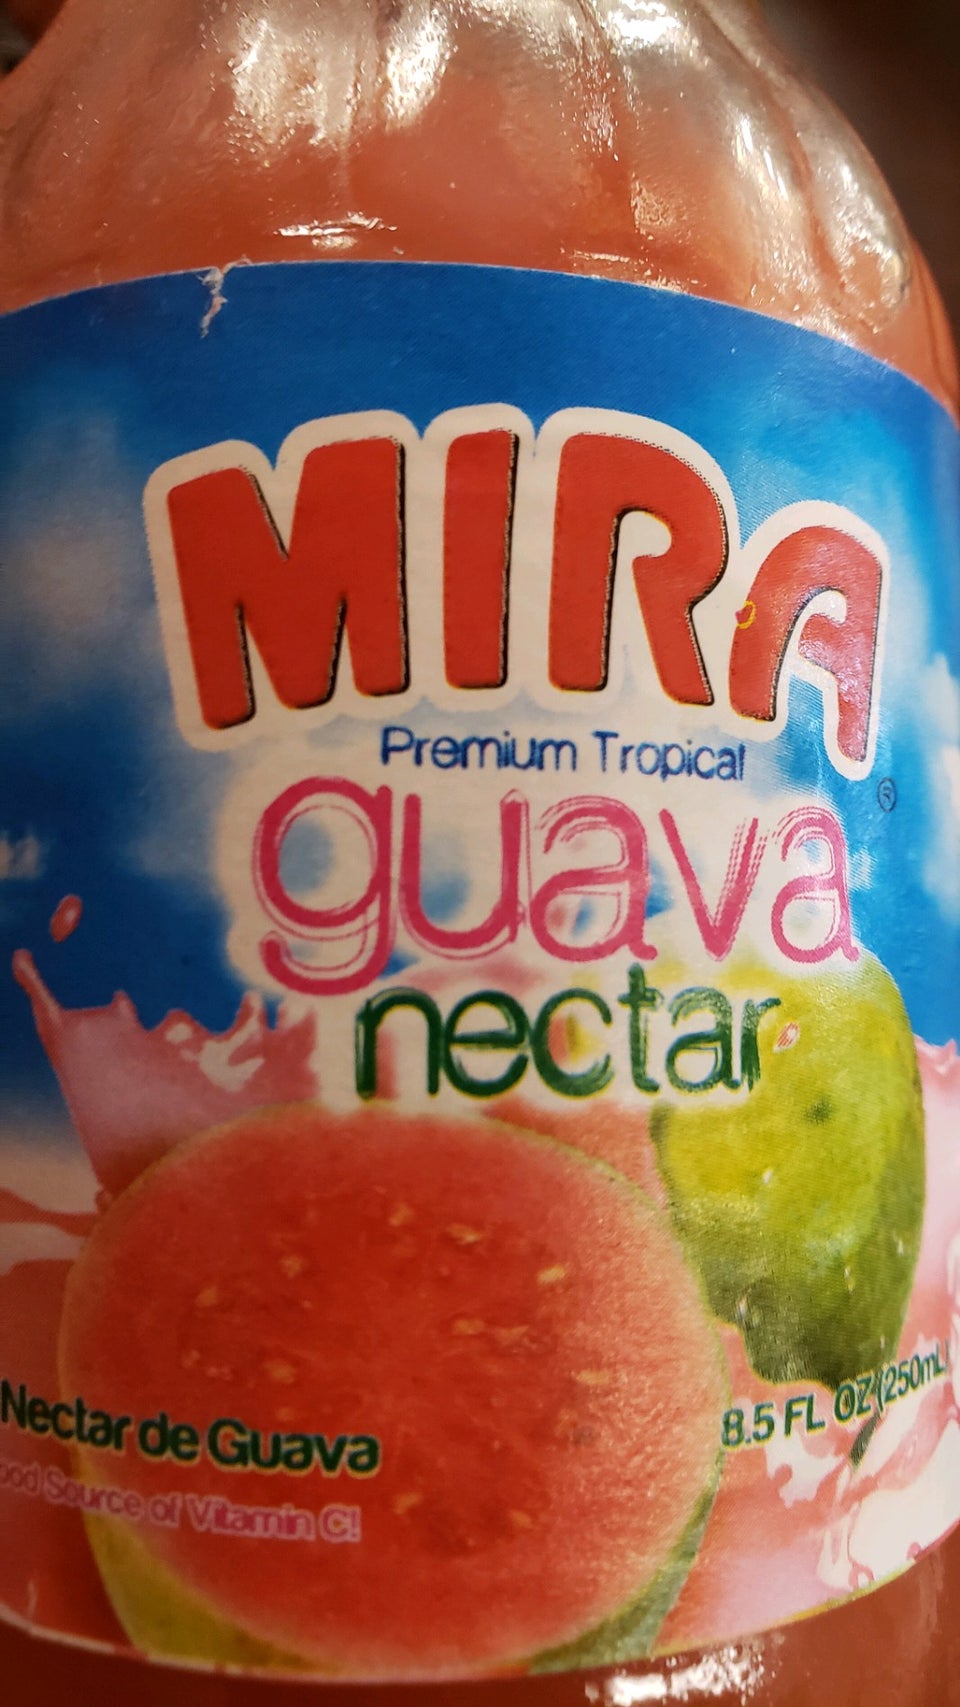 MIRA
Premium Tropical
®
guava
nectar
8.5 FL OZ (250mL)
Nectar de Guava
Source of Vitamin C!